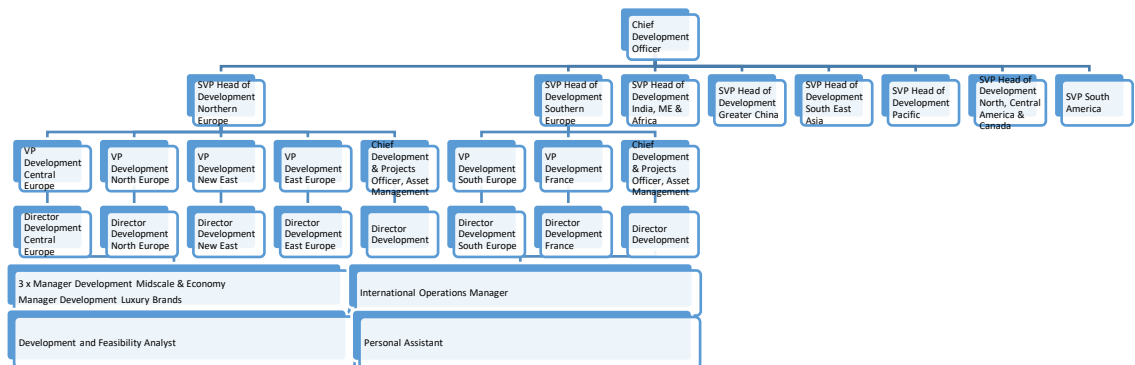 Chief
Development
Officer
SVP Head of
Development
Northern
Europe
SVP Head of
Development
Southern
Europe
SVP Head of
Development
India, ME &
Africa
SVP Head of
Development
Greater China
SVP Head of
Development
South East
Asia
SVP Head of
Development
Pacific
SVP Head of
Development
North, Central
America &
Canada
SVP South
America
VP
Development
Central
Europe
VP
Development
North Europe
VP
Development
New East
VP
Development
East Europe
Chief
Development
& Projects
Officer, Asset
Management
VP
Development
South Europe
VP
Development
France
Chief
Development
& Projects
Officer, Asset
Management
Director
Development
Central
Europe
Director
Development
North Europe
Director
Development
New East
Director
Development
East Europe
Director
Development
Director
Development
South Europe
Director
Development
France
Director
Development
3 x Manager Development Midscale & Economy
Manager Development Luxury Brands
International Operations Manager
Development and Feasibility Analyst
Personal Assistant